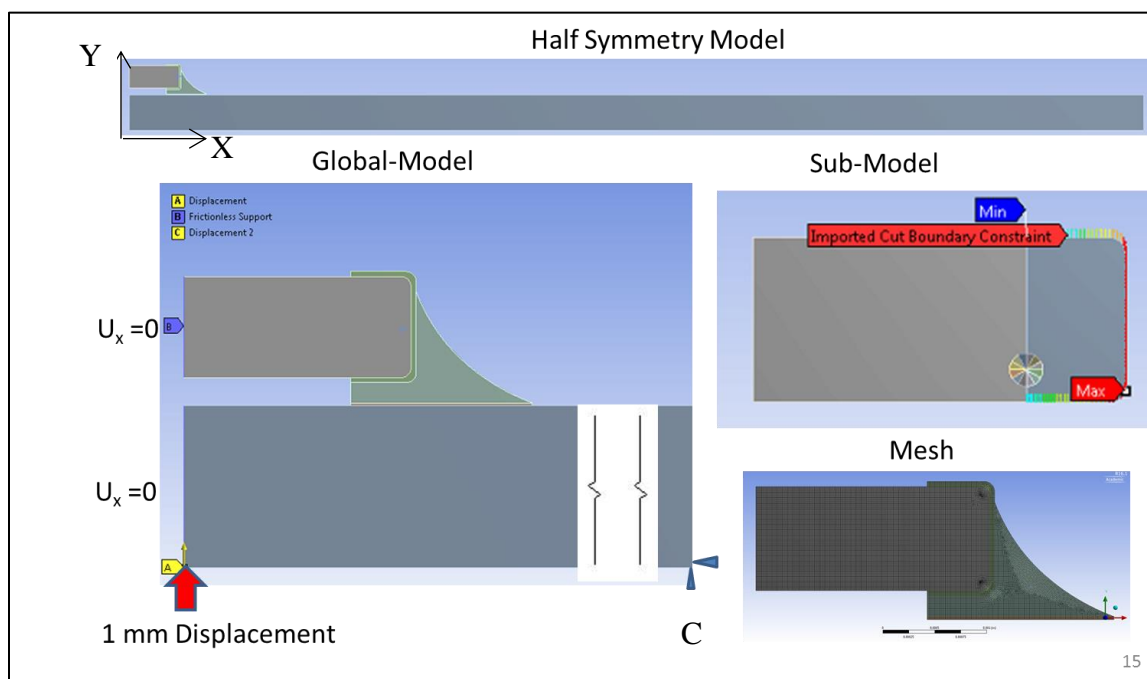 Half Symmetry Model
Y
X
Global-Model
Sub-Model
A Displacement
B Frictionless Support
C Displacement 2
Min
Imported Cut Boundary Constraint
Max
Uₓ =0
B
Uₓ =0
A
1 mm Displacement
C
Mesh
15